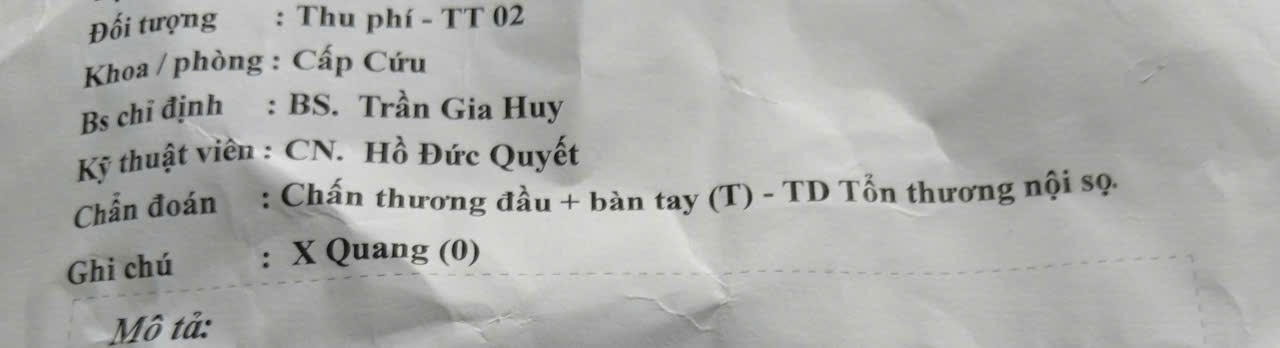 Đối tượng : Thu phí - TT 02
Khoa / phòng : Cấp Cứu
Bs chỉ định : BS. Trần Gia Huy
Kỹ thuật viên : CN. Hồ Đức Quyết
Chẩn đoán : Chấn thương đầu + bàn tay (T) - TD Tổn thương nội sọ.
Ghi chú : X Quang (0)
Mô tả: